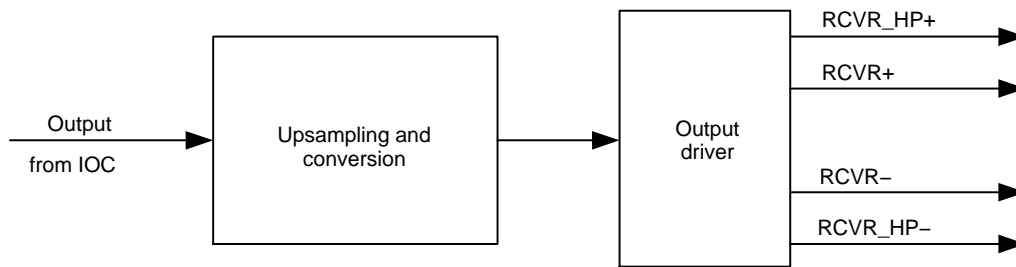 Output
from IOC
Upsampling and
conversion
Output
driver
RCVR_HP+
RCVR+
RCVR−
RCVR_HP−